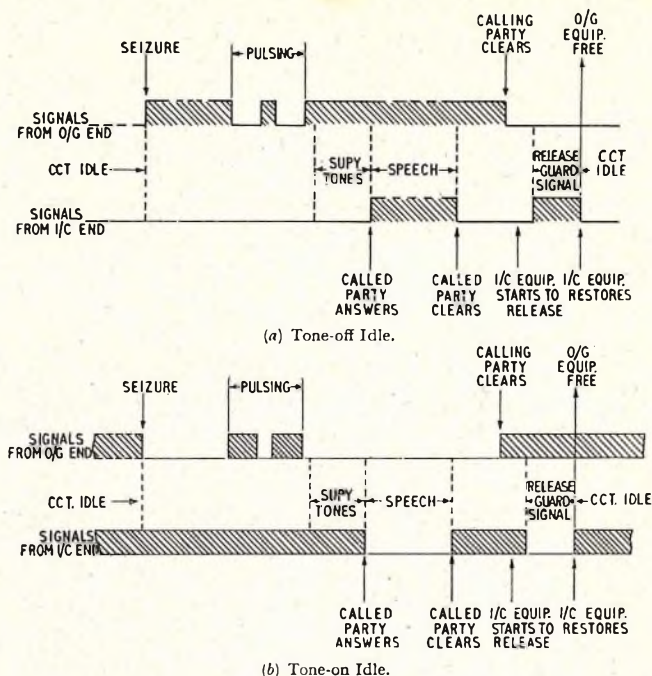 CALLING
PARTY
CLEARS
O/G
EQUIP.
FREE
SEIZURE
PULSING
SIGNALS
FROM O/G END
CCT IDLE
SUPY
TONES
SPEECH
RELEASE
GUARD
SIGNAL
CCT
IDLE
SIGNALS
FROM I/C END
CALLED
PARTY
ANSWERS
CALLED
PARTY
CLEARS
I/C EQUIP.
STARTS TO
RELEASE
I/C EQUIP.
RESTORES
(a) Tone-off Idle.
CALLING
PARTY
CLEARS
O/G
EQUIP.
FREE
SEIZURE
PULSING
SIGNALS
FROM O/G END
CCT. IDLE
SUPY
TONES
SPEECH
RELEASE
GUARD
SIGNAL
CCT. IDLE
SIGNALS
FROM I/C END
CALLED
PARTY
ANSWERS
CALLED
PARTY
CLEARS
I/C EQUIP.
STARTS TO
RELEASE
I/C EQUIP.
RESTORES
(b) Tone-on Idle.